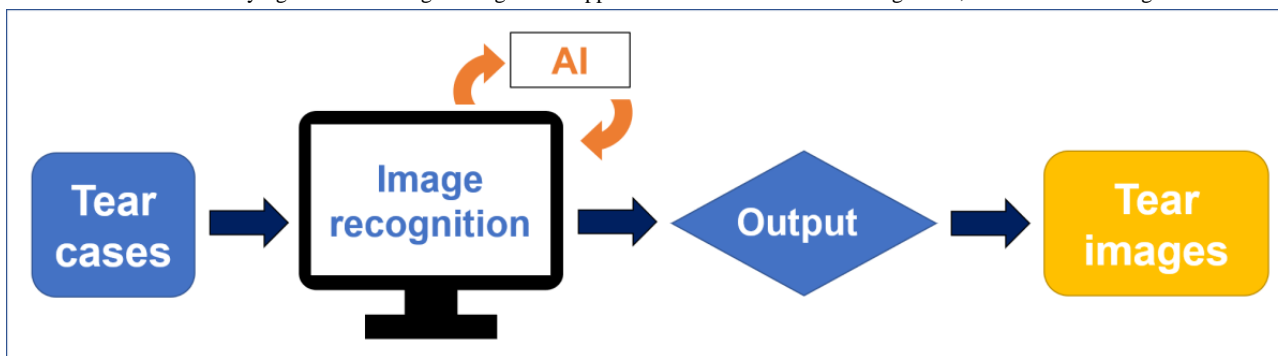 AI
Tear
cases
Image
recognition
Output
Tear
images